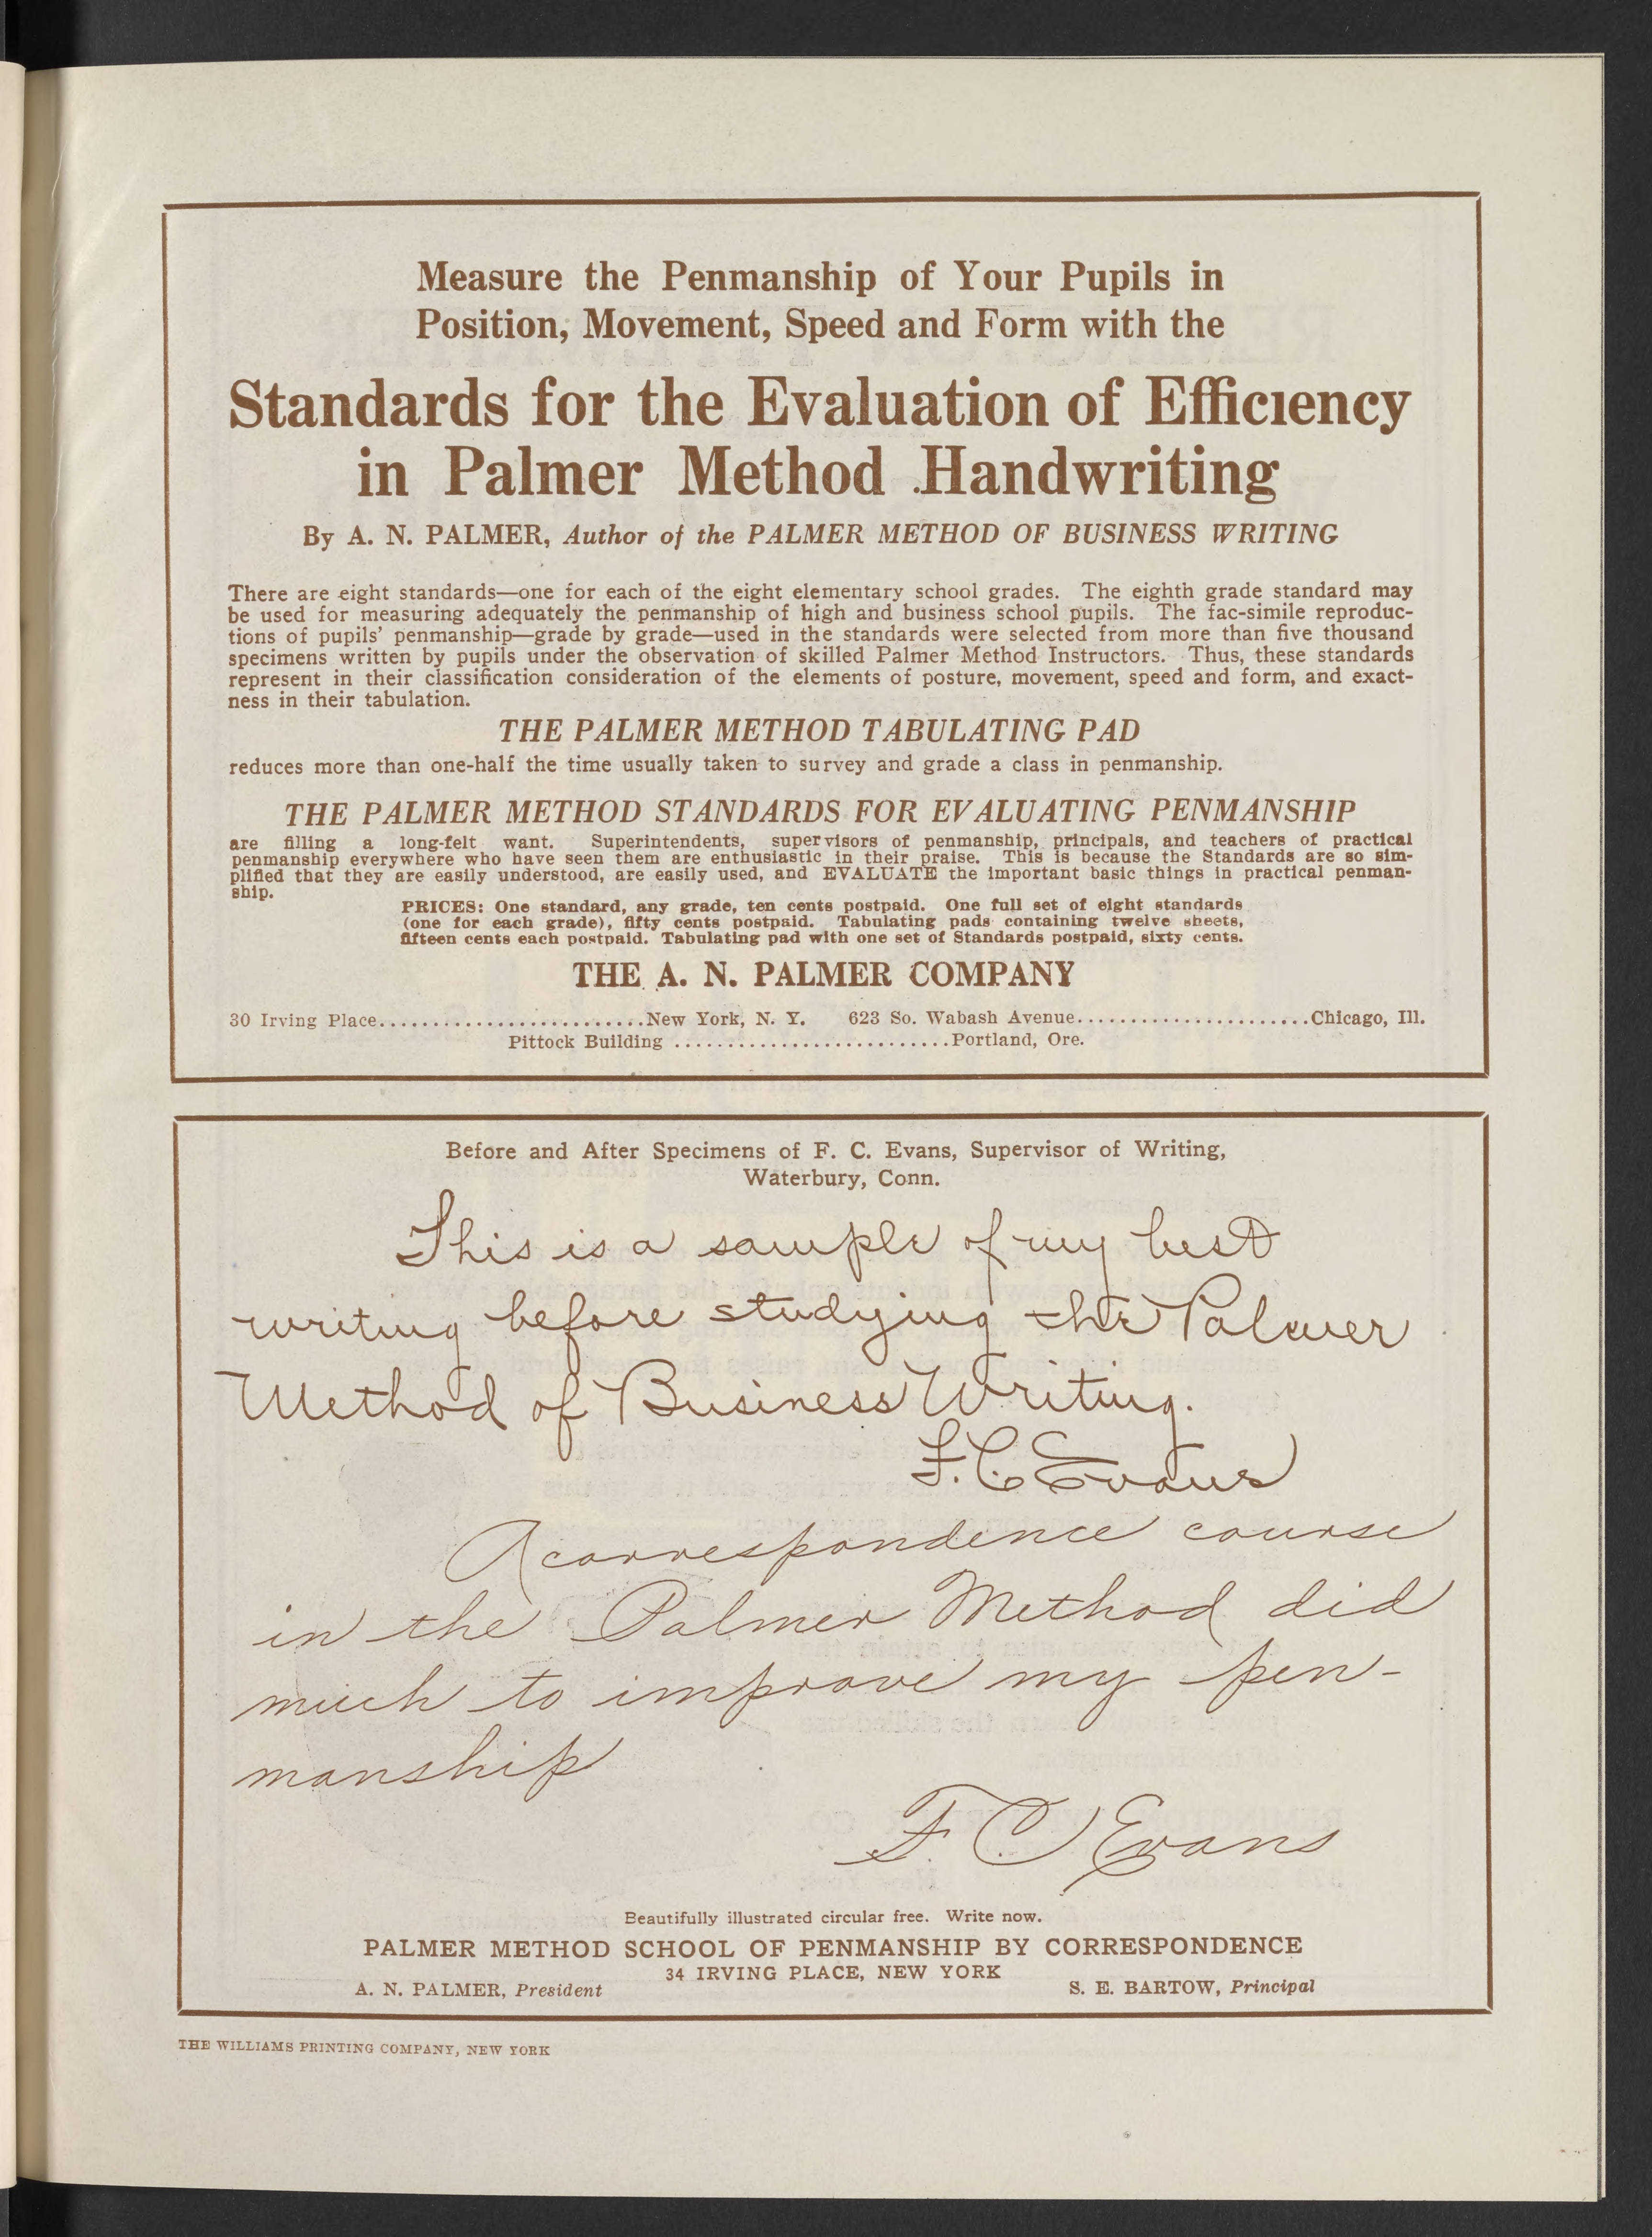 Measure the Penmanship of Your Pupils in
Position, Movement, Speed and Form with the
Standards for the Evaluation of Efficiency
in Palmer Method Handwriting
By A. N. PALMER, Author of the PALMER METHOD OF BUSINESS WRITING
There are eight standards—one for each of the eight elementary school grades. The eighth grade standard may
be used for measuring adequately the penmanship of high and business school pupils. The fac-simile reproduc-
tions of pupils' penmanship—grade by grade—used in the standards were selected from more than five thousand
specimens written by pupils under the observation of skilled Palmer Method Instructors. Thus, these standards
represent in their classification consideration of the elements of posture, movement, speed and form, and exact-
ness in their tabulation.
THE PALMER METHOD TABULATING PAD
reduces more than one-half the time usually taken to survey and grade a class in penmanship.
THE PALMER METHOD STANDARDS FOR EVALUATING PENMANSHIP
are filling a long-felt want. Superintendents, supervisors of penmanship, principals, and teachers of practical
penmanship everywhere who have seen them are enthusiastic in their praise. This is because the Standards are so sim-
plified that they are easily understood, are easily used, and EVALUATE the important basic things in practical penman-
ship.
PRICES: One standard, any grade, ten cents postpaid. One full set of eight standards
(one for each grade), fifty cents postpaid. Tabulating pads containing twelve sheets,
fifteen cents each postpaid. Tabulating pad with one set of Standards postpaid, sixty cents.
THE A. N. PALMER COMPANY
30 Irving Place.........................New York, N. Y. 623 So. Wabash Avenue......................Chicago, Ill.
Pittock Building ..........................Portland, Ore.
Before and After Specimens of F. C. Evans, Supervisor of Writing,
Waterbury, Conn.
This is a sample of my best
writing before studying the Palmer
Method of Business Writing.
F. C. Evans
A correspondence course
in the Palmer Method did
much to improve my pen-
manship
F C Evans
Beautifully illustrated circular free. Write now.
PALMER METHOD SCHOOL OF PENMANSHIP BY CORRESPONDENCE
34 IRVING PLACE, NEW YORK
A. N. PALMER, President S. E. BARTOW, Principal
THE WILLIAMS PRINTING COMPANY, NEW YORK